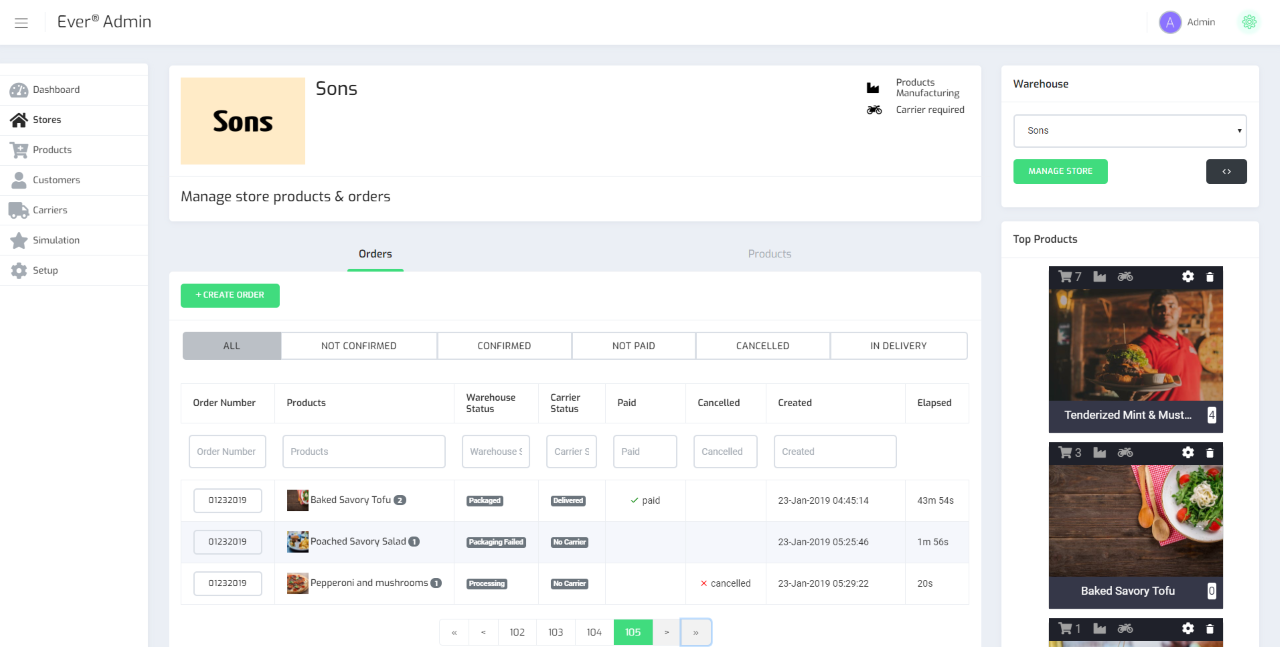 Ever® Admin
A Admin
Dashboard
Stores
Products
Customers
Carriers
Simulation
Setup
Sons
Sons
Products
Manufacturing
Carrier required
Manage store products & orders
Orders
Products
+ CREATE ORDER
ALL
NOT CONFIRMED
CONFIRMED
NOT PAID
CANCELLED
IN DELIVERY
Order Number
Products
Warehouse
Status
Carrier
Status
Paid
Cancelled
Created
Elapsed
Order Number
Products
Warehouse S
Carrier S
Paid
Cancelled
Created
01232019 Baked Savory Tofu 2 Packaged Delivered paid 23-Jan-2019 04:45:14 43m 54s
01232019 Poached Savory Salad 1 Packaging Failed No Carrier 23-Jan-2019 05:25:46 1m 56s
01232019 Pepperoni and mushrooms 1 Processing No Carrier cancelled 23-Jan-2019 05:29:22 20s
« < 102 103 104 105 > »
Warehouse
Sons
MANAGE STORE
<>
Top Products
7
Tenderized Mint & Must... 4
3
Baked Savory Tofu 0
1